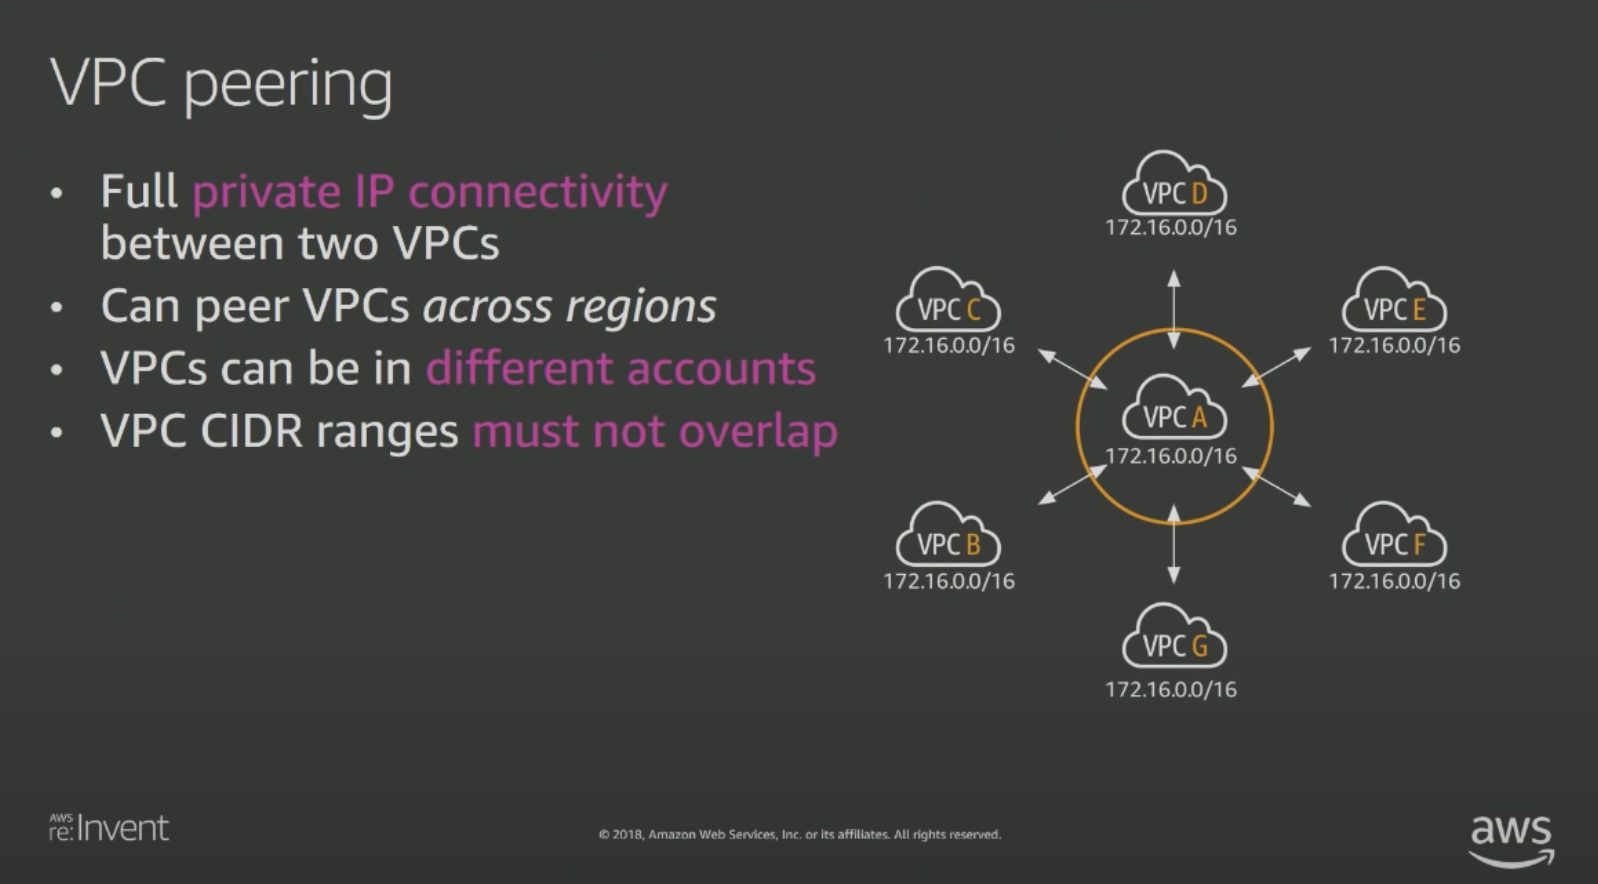 VPC peering
• Full private IP connectivity
between two VPCs
• Can peer VPCs across regions
• VPCs can be in different accounts
• VPC CIDR ranges must not overlap
VPC D
172.16.0.0/16
VPC C
172.16.0.0/16
VPC E
172.16.0.0/16
VPC A
172.16.0.0/16
VPC B
172.16.0.0/16
VPC F
172.16.0.0/16
VPC G
172.16.0.0/16
AWS
re:Invent
© 2018, Amazon Web Services, Inc. or its affiliates. All rights reserved.
aws